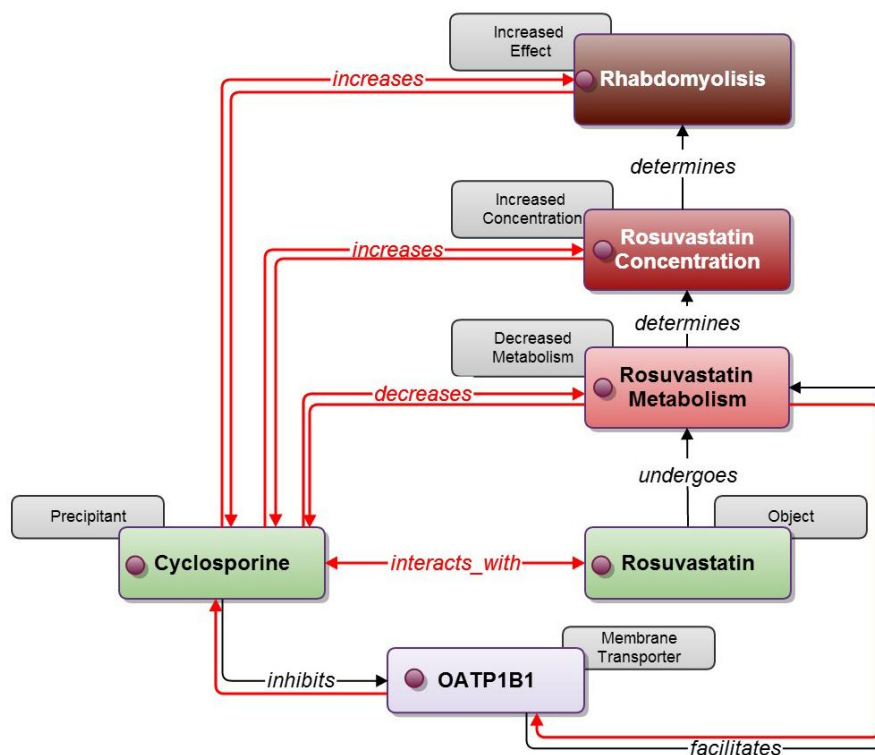 Increased
Effect
Rhabdomyolisis
increases
determines
Increased
Concentration
Rosuvastatin
Concentration
increases
determines
Decreased
Metabolism
Rosuvastatin
Metabolism
decreases
undergoes
Precipitant
Object
Cyclosporine
interacts_with
Rosuvastatin
Membrane
Transporter
inhibits
OATP1B1
facilitates